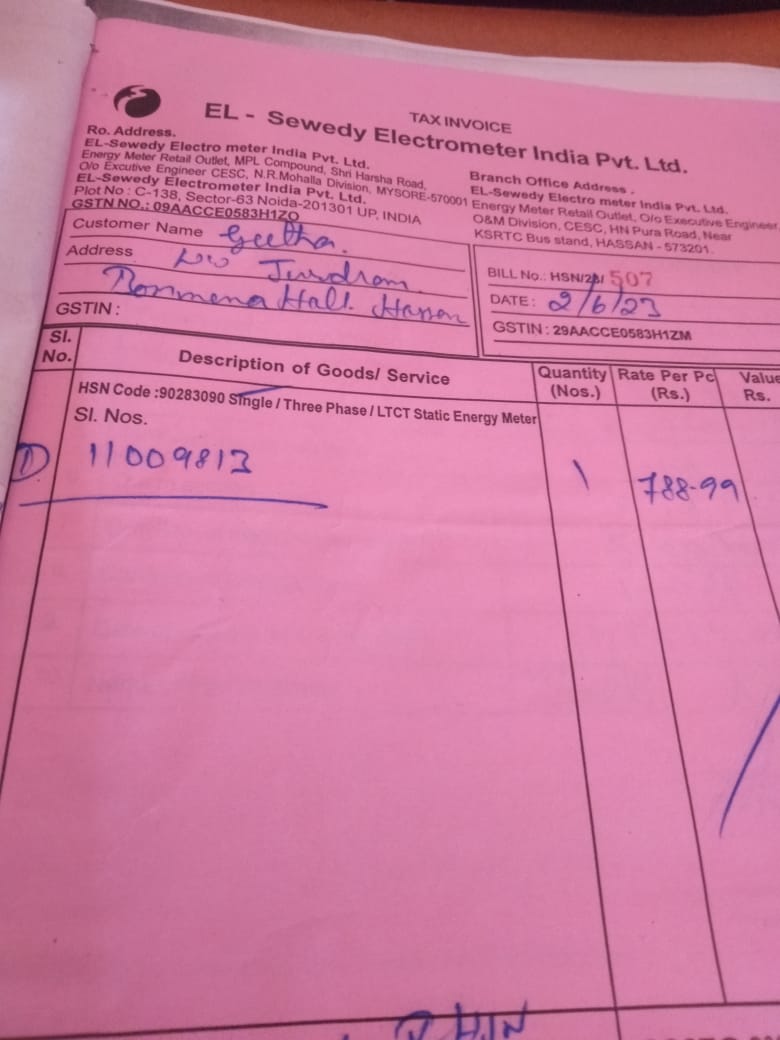 TAX INVOICE
EL - Sewedy Electrometer India Pvt. Ltd.
Ro. Address.
EL-Sewedy Electro meter India Pvt. Ltd.
Energy Meter Retail Outlet, MPL Compound, Shri Harsha Road,
O/o Excutive Engineer CESC, N.R.Mohalla Division, MYSORE-570001
EL-Sewedy Electrometer India Pvt. Ltd.
Plot No : C-138, Sector-63 Noida-201301 UP, INDIA
GSTN NO.: 09AACCE0583H1ZO
Branch Office Address .
EL-Sewedy Electro meter India Pvt. Ltd.
Energy Meter Retail Outlet, O/o Executive Engineer
O&M Division, CESC, HN Pura Road, Near
KSRTC Bus stand, HASSAN - 573201.
Customer Name Geetha.
Address
Hall Hassan
GSTIN :
BILL No.: HSN/23/ 507
DATE : 2/6/23
GSTIN : 29AACCE0583H1ZM
Sl. No. Description of Goods/ Service Quantity (Nos.) Rate Per Pc (Rs.) Value Rs.
HSN Code :90283090 Single / Three Phase / LTCT Static Energy Meter
Sl. Nos.
1) 11009813 1 788-99